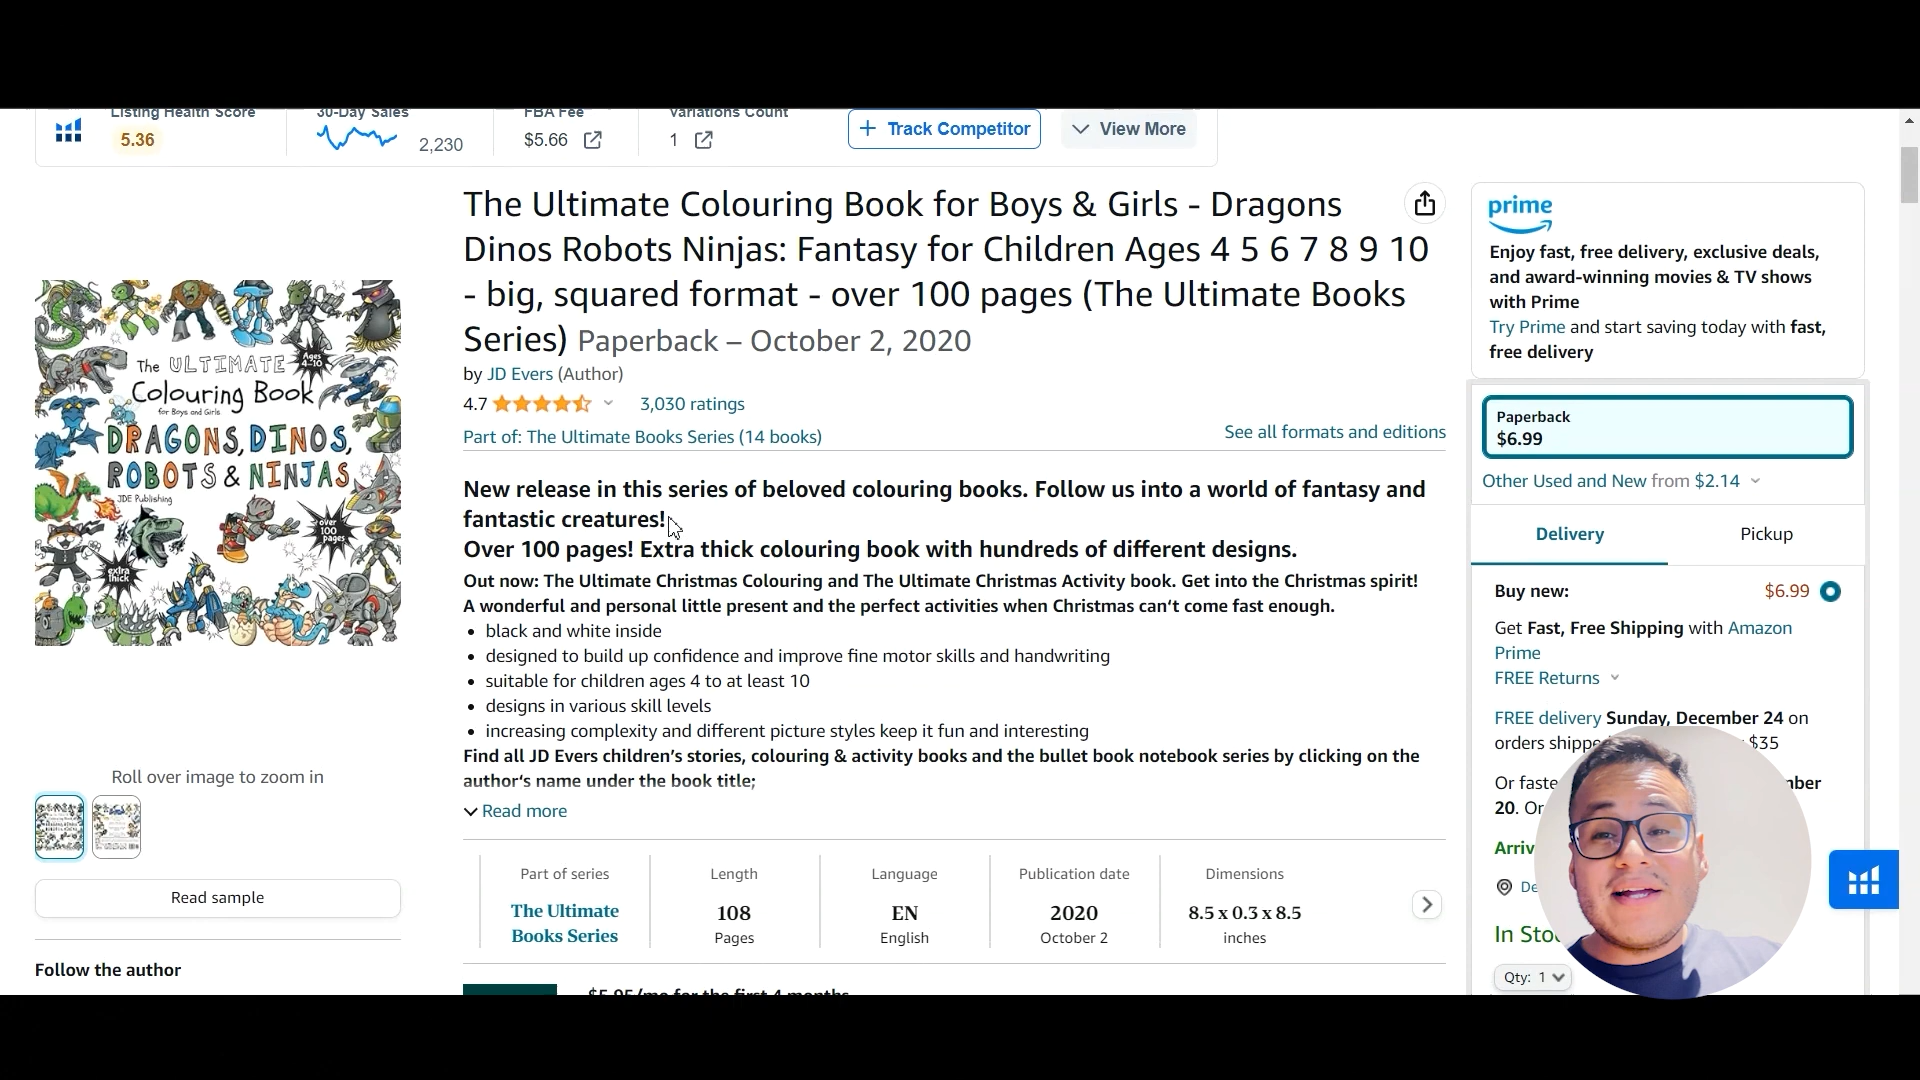 Listing Health Score
5.36
30-Day Sales
2,230
FBA Fee
$5.66
Variations Count
1
+ Track Competitor
View More
The Ultimate Colouring Book for Boys & Girls - Dragons
Dinos Robots Ninjas: Fantasy for Children Ages 4 5 6 7 8 9 10
- big, squared format - over 100 pages (The Ultimate Books
Series) Paperback – October 2, 2020
by JD Evers (Author)
4.7
3,030 ratings
Part of: The Ultimate Books Series (14 books)
See all formats and editions
The ULTIMATE
Ages
4-10
Colouring Book
for Boys and Girls
DRAGONS, DINOS,
ROBOTS & NINJAS
JDE Publishing
over
100
pages
extra
thick
Roll over image to zoom in
Read sample
Follow the author
New release in this series of beloved colouring books. Follow us into a world of fantasy and
fantastic creatures!
Over 100 pages! Extra thick colouring book with hundreds of different designs.
Out now: The Ultimate Christmas Colouring and The Ultimate Christmas Activity book. Get into the Christmas spirit!
A wonderful and personal little present and the perfect activities when Christmas can‘t come fast enough.
• black and white inside
• designed to build up confidence and improve fine motor skills and handwriting
• suitable for children ages 4 to at least 10
• designs in various skill levels
• increasing complexity and different picture styles keep it fun and interesting
Find all JD Evers children’s stories, colouring & activity books and the bullet book notebook series by clicking on the
author‘s name under the book title;
Read more
Part of series
The Ultimate
Books Series
Length
108
Pages
Language
EN
English
Publication date
2020
October 2
Dimensions
8.5 x 0.3 x 8.5
inches
$5.95/mo for the first 4 months
prime
Enjoy fast, free delivery, exclusive deals,
and award-winning movies & TV shows
with Prime
Try Prime and start saving today with fast,
free delivery
Paperback
$6.99
Other Used and New from $2.14
Delivery
Pickup
Buy new:
$6.99
Get Fast, Free Shipping with Amazon
Prime
FREE Returns
FREE delivery Sunday, December 24 on
orders shippe $35
Or faste mber
20. Or
Arriv
De
In Sto
Qty: 1